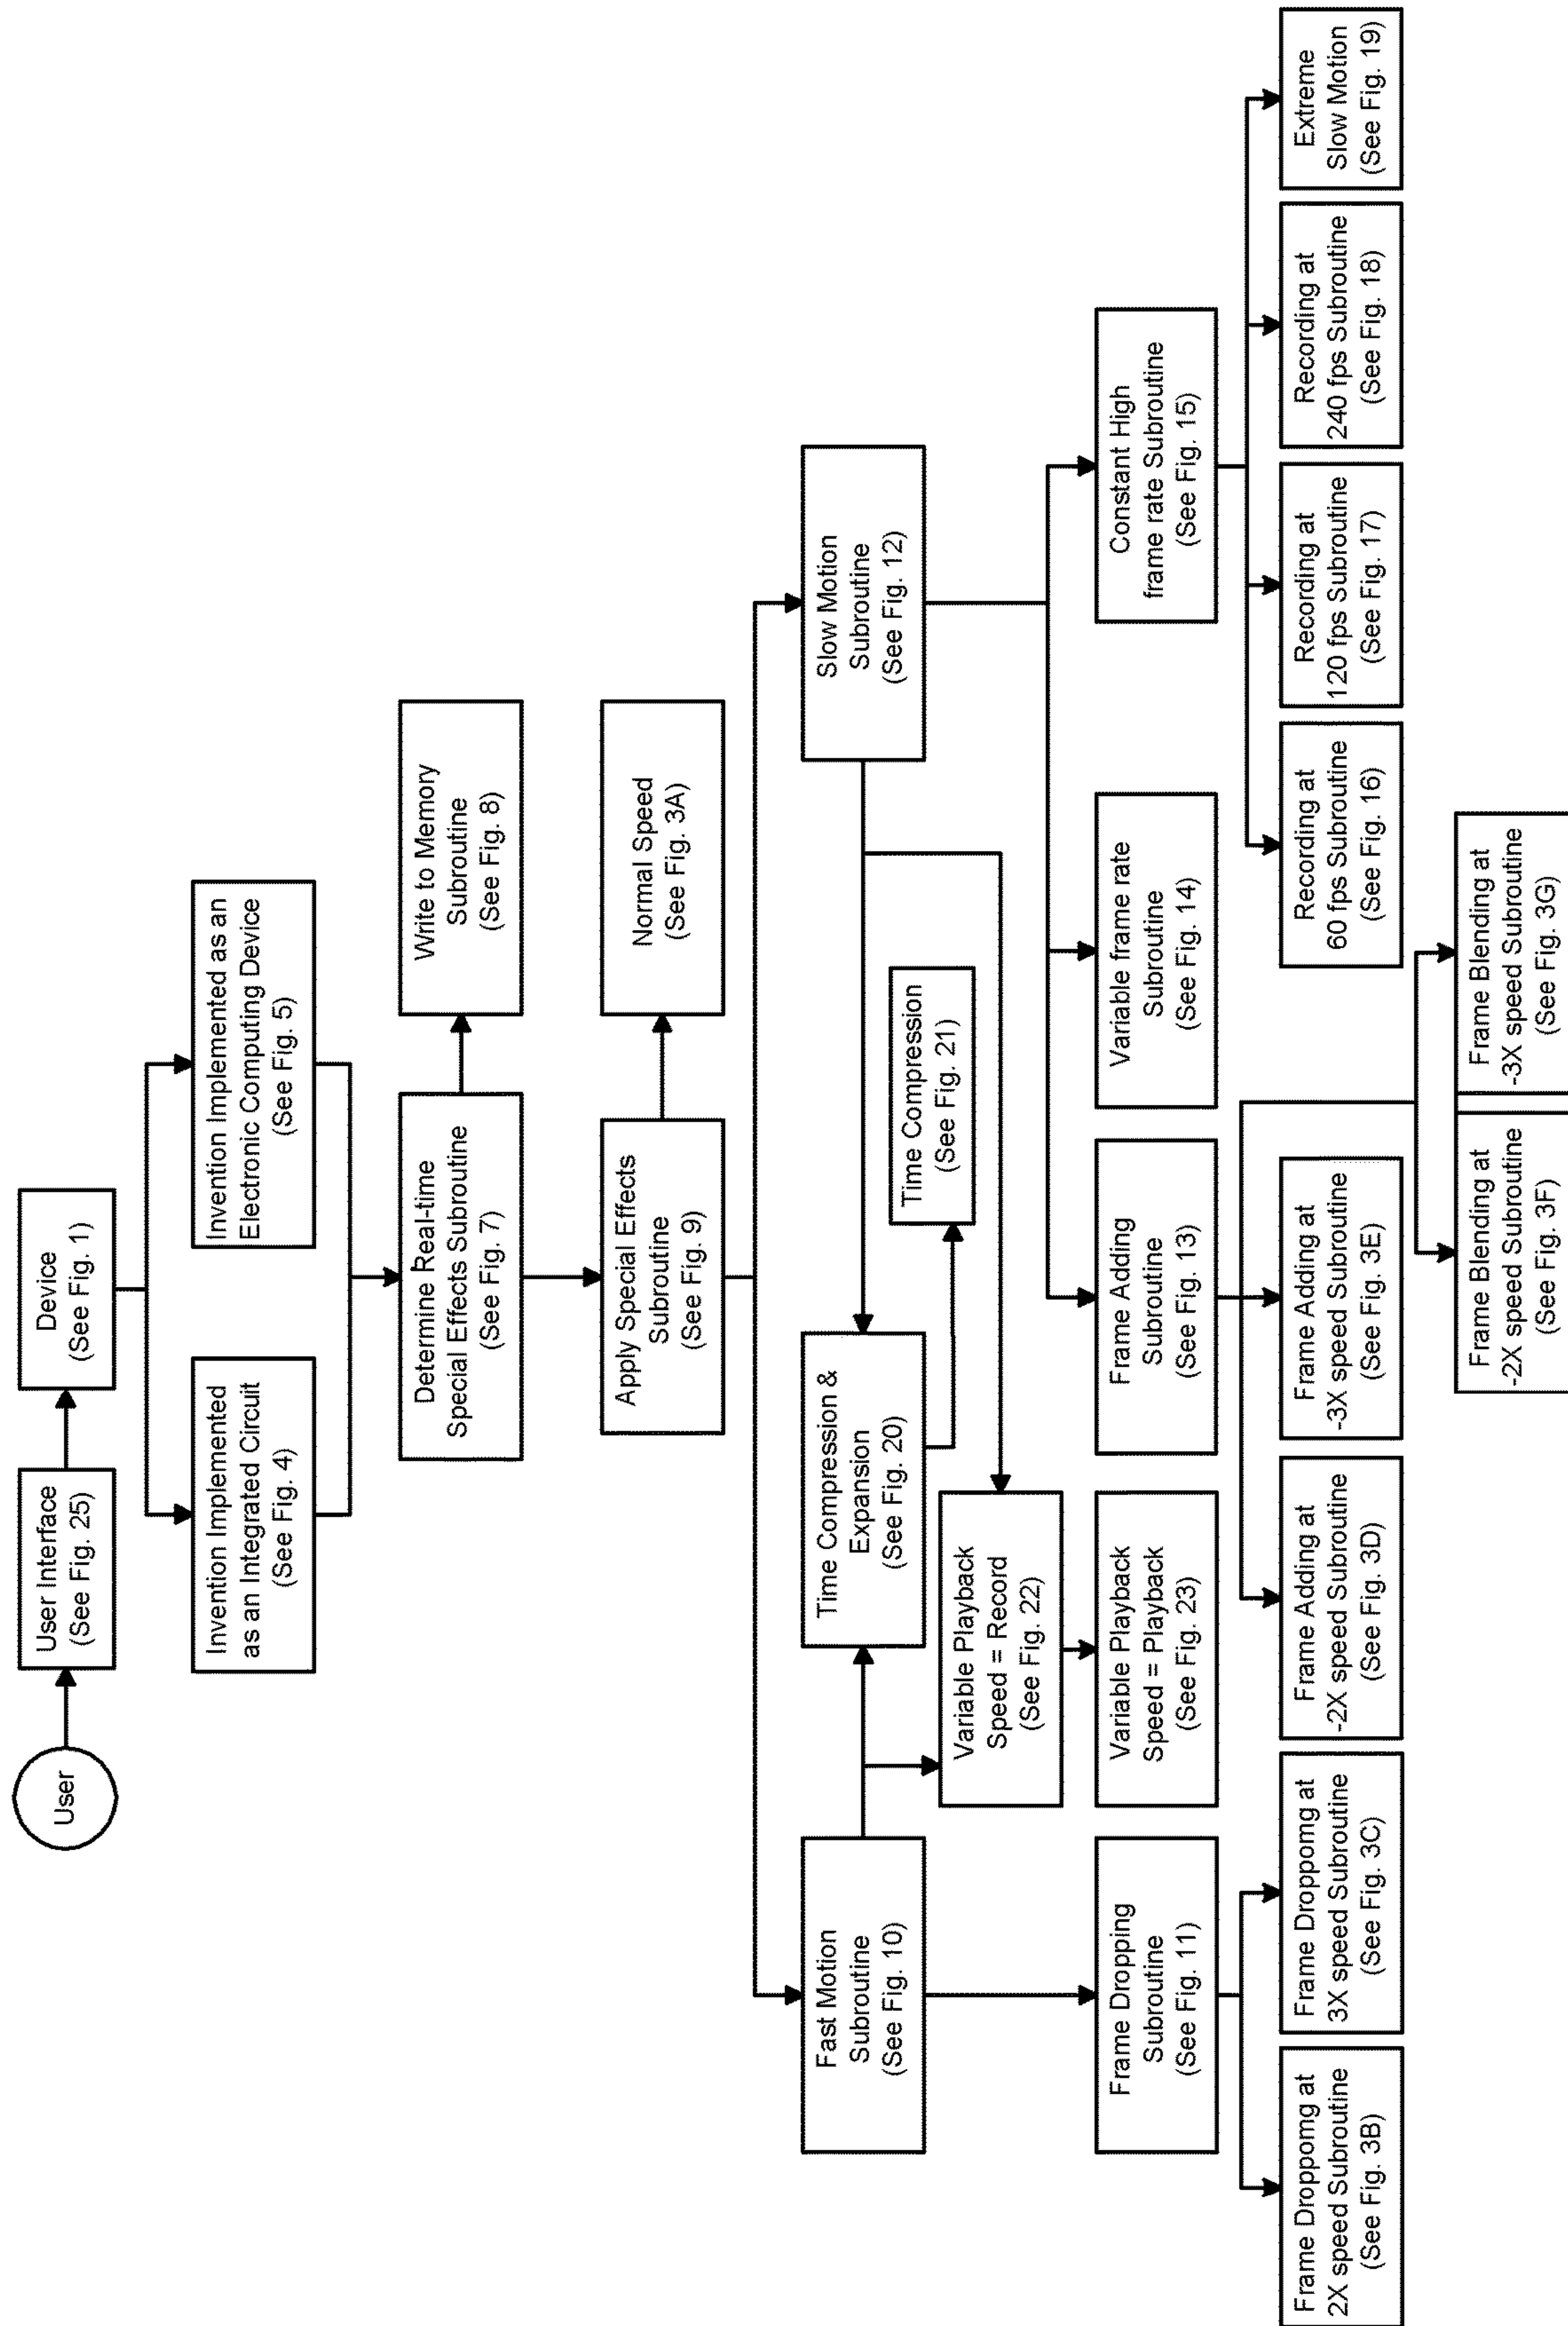 User
User Interface
(See Fig. 25)
Device
(See Fig. 1)
Invention Implemented
as an Integrated Circuit
(See Fig. 4)
Invention Implemented as an
Electronic Computing Device
(See Fig. 5)
Determine Real-time
Special Effects Subroutine
(See Fig. 7)
Write to Memory
Subroutine
(See Fig. 8)
Apply Special Effects
Subroutine
(See Fig. 9)
Normal Speed
(See Fig. 3A)
Fast Motion
Subroutine
(See Fig. 10)
Time Compression &
Expansion
(See Fig. 20)
Slow Motion
Subroutine
(See Fig. 12)
Time Compression
(See Fig. 21)
Variable Playback
Speed = Record
(See Fig. 22)
Frame Dropping
Subroutine
(See Fig. 11)
Variable Playback
Speed = Playback
(See Fig. 23)
Frame Adding
Subroutine
(See Fig. 13)
Variable frame rate
Subroutine
(See Fig. 14)
Constant High
frame rate Subroutine
(See Fig. 15)
Frame Droppomg at
2X speed Subroutine
(See Fig. 3B)
Frame Droppomg at
3X speed Subroutine
(See Fig. 3C)
Frame Adding at
-2X speed Subroutine
(See Fig. 3D)
Frame Adding at
-3X speed Subroutine
(See Fig. 3E)
Recording at
60 fps Subroutine
(See Fig. 16)
Recording at
120 fps Subroutine
(See Fig. 17)
Recording at
240 fps Subroutine
(See Fig. 18)
Extreme
Slow Motion
(See Fig. 19)
Frame Blending at
-2X speed Subroutine
(See Fig. 3F)
Frame Blending at
-3X speed Subroutine
(See Fig. 3G)